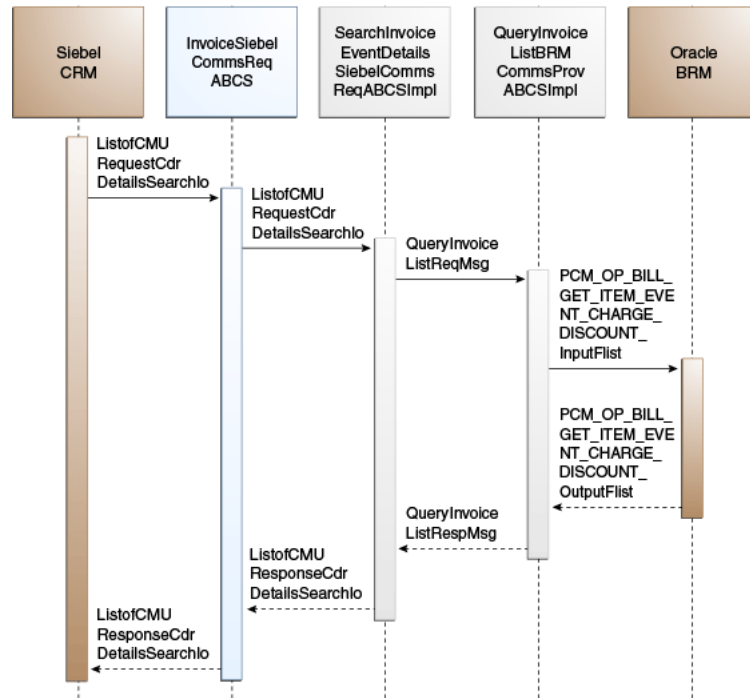 Siebel
CRM
InvoiceSiebel
CommsReq
ABCS
SearchInvoice
EventDetails
SiebelComms
ReqABCSImpl
QueryInvoice
ListBRM
CommsProv
ABCSImpl
Oracle
BRM
ListofCMU
RequestCdr
DetailsSearchIo
ListofCMU
RequestCdr
DetailsSearchIo
QueryInvoice
ListReqMsg
PCM_OP_BILL_
GET_ITEM_EVE
NT_CHARGE_
DISCOUNT_
InputFlist
PCM_OP_BILL_
GET_ITEM_EVE
NT_CHARGE_
DISCOUNT_
OutputFlist
QueryInvoice
ListRespMsg
ListofCMU
ResponseCdr
DetailsSearchIo
ListofCMU
ResponseCdr
DetailsSearchIo